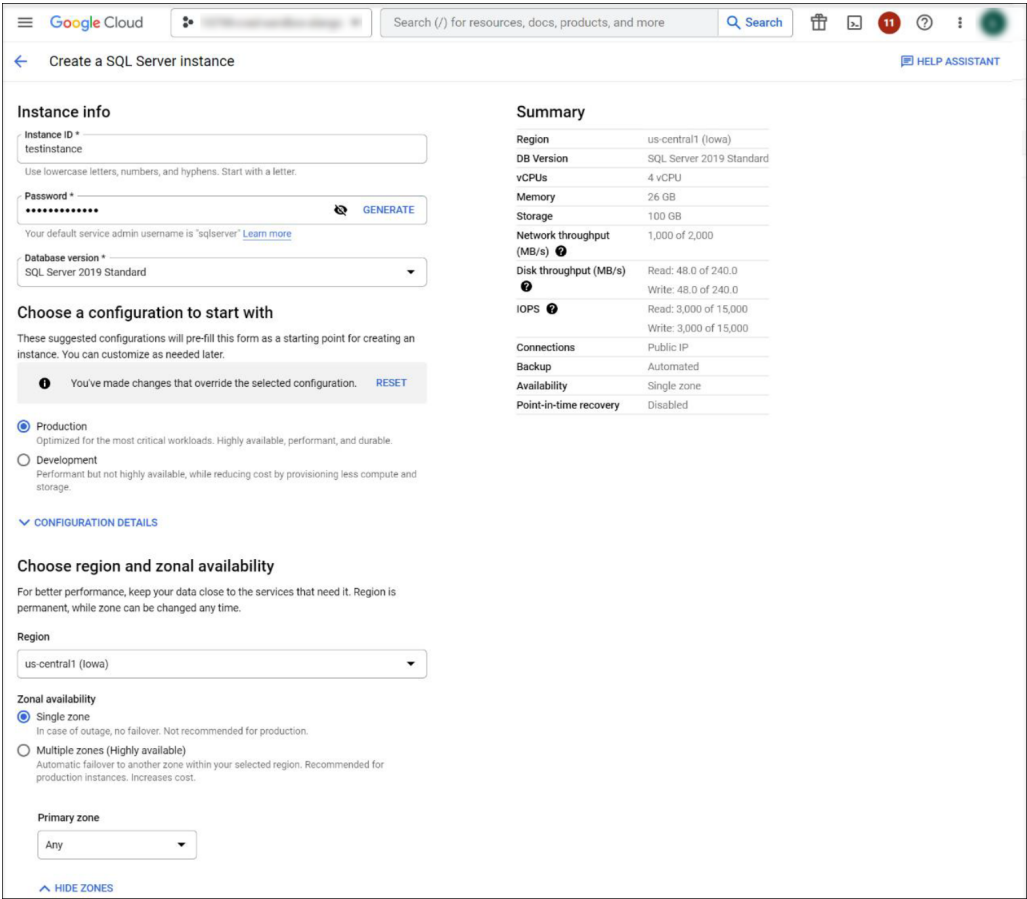 Google Cloud
Search (/) for resources, docs, products, and more
Search
11
Create a SQL Server instance
HELP ASSISTANT
Instance info
Instance ID *
testinstance
Use lowercase letters, numbers, and hyphens. Start with a letter.
Password *
•••••••••••••
GENERATE
Your default service admin username is "sqlserver" Learn more
Database version *
SQL Server 2019 Standard
Choose a configuration to start with
These suggested configurations will pre-fill this form as a starting point for creating an
instance. You can customize as needed later.
You've made changes that override the selected configuration. RESET
Production
Optimized for the most critical workloads. Highly available, performant, and durable.
Development
Performant but not highly available, while reducing cost by provisioning less compute and
storage.
CONFIGURATION DETAILS
Choose region and zonal availability
For better performance, keep your data close to the services that need it. Region is
permanent, while zone can be changed any time.
Region
us-central1 (Iowa)
Zonal availability
Single zone
In case of outage, no failover. Not recommended for production.
Multiple zones (Highly available)
Automatic failover to another zone within your selected region. Recommended for
production instances. Increases cost.
Primary zone
Any
HIDE ZONES
Summary
Region us-central1 (Iowa)
DB Version SQL Server 2019 Standard
vCPUs 4 vCPU
Memory 26 GB
Storage 100 GB
Network throughput 1,000 of 2,000
(MB/s)
Disk throughput (MB/s) Read: 48.0 of 240.0
Write: 48.0 of 240.0
IOPS Read: 3,000 of 15,000
Write: 3,000 of 15,000
Connections Public IP
Backup Automated
Availability Single zone
Point-in-time recovery Disabled